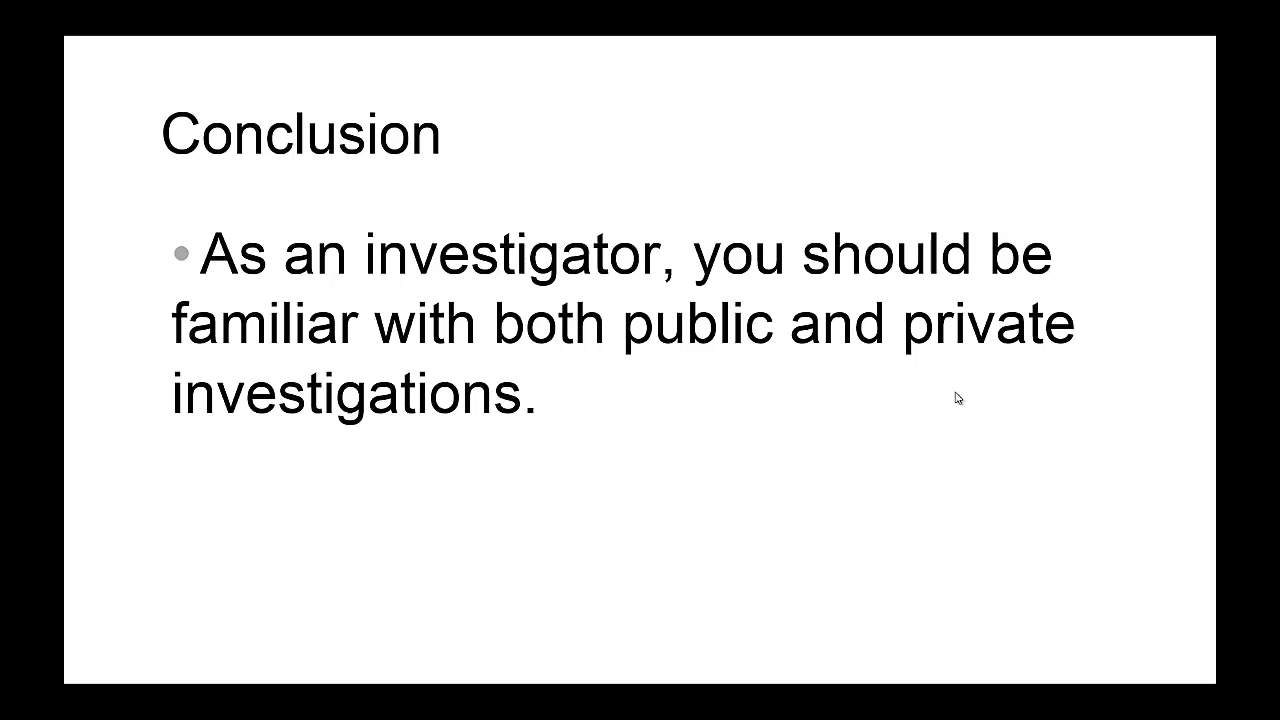 Conclusion
• As an investigator, you should be
familiar with both public and private
investigations.